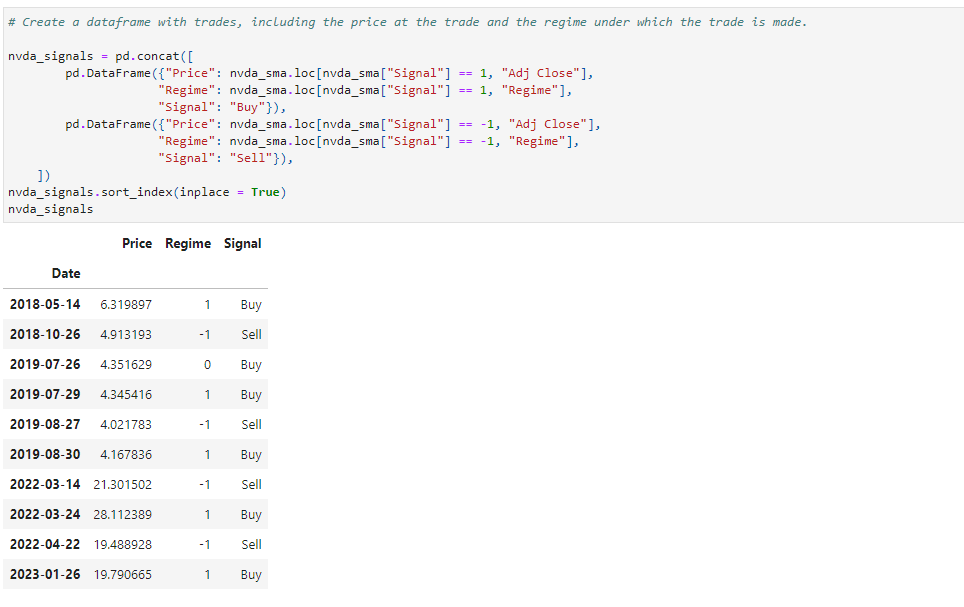 # Create a dataframe with trades, including the price at the trade and the regime under which the trade is made.
nvda_signals = pd.concat([
        pd.DataFrame({"Price": nvda_sma.loc[nvda_sma["Signal"] == 1, "Adj Close"],
                     "Regime": nvda_sma.loc[nvda_sma["Signal"] == 1, "Regime"],
                     "Signal": "Buy"}),
        pd.DataFrame({"Price": nvda_sma.loc[nvda_sma["Signal"] == -1, "Adj Close"],
                     "Regime": nvda_sma.loc[nvda_sma["Signal"] == -1, "Regime"],
                     "Signal": "Sell"}),
    ])
nvda_signals.sort_index(inplace = True)
nvda_signals
Price Regime Signal
Date
2018-05-14 6.319897 1 Buy
2018-10-26 4.913193 -1 Sell
2019-07-26 4.351629 0 Buy
2019-07-29 4.345416 1 Buy
2019-08-27 4.021783 -1 Sell
2019-08-30 4.167836 1 Buy
2022-03-14 21.301502 -1 Sell
2022-03-24 28.112389 1 Buy
2022-04-22 19.488928 -1 Sell
2023-01-26 19.790665 1 Buy